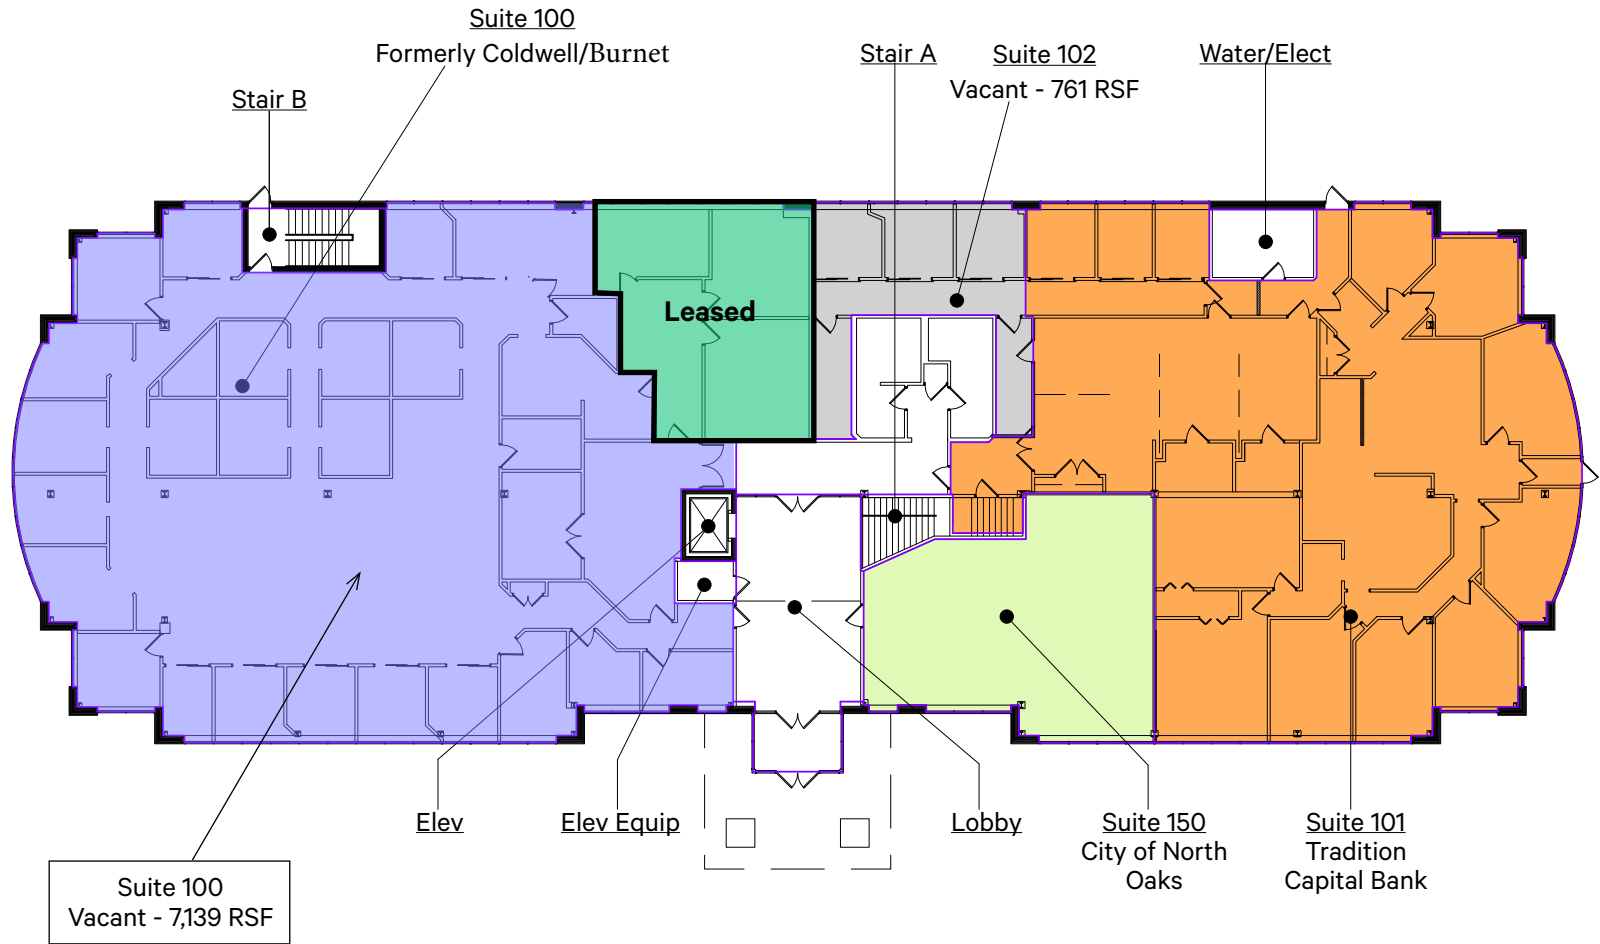 Suite 100
Formerly Coldwell/Burnet
Stair A
Suite 102
Vacant - 761 RSF
Water/Elect
Stair B
Leased
Elev
Elev Equip
Lobby
Suite 150
City of North
Oaks
Suite 101
Tradition
Capital Bank
Suite 100
Vacant - 7,139 RSF